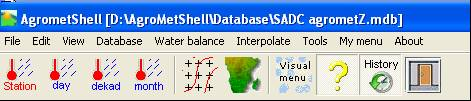 AgrometShell [D:\AgroMetShell\Database\SADC agrometZ.mdb]
File Edit View Database Water balance Interpolate Tools My menu About
Station day dekad month Visual menu ? History